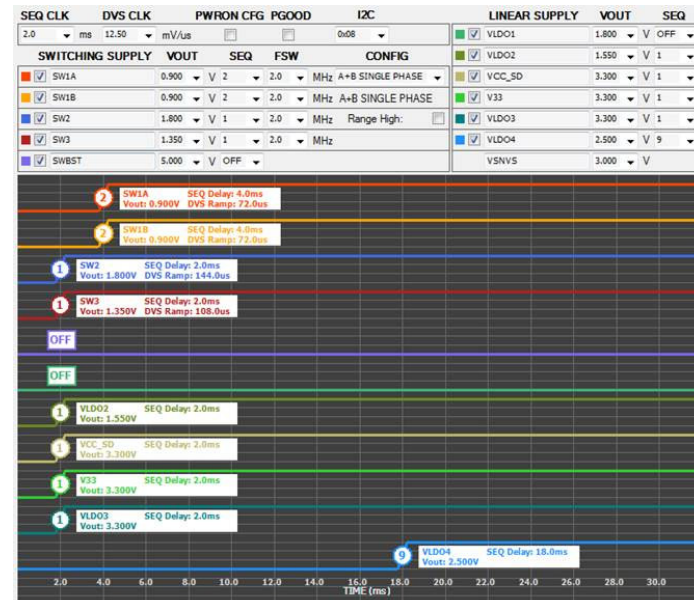 SEQ CLK DVS CLK PWRON CFG PGOOD I2C
2.0 ms 12.50 mV/us 0x08
SWITCHING SUPPLY VOUT SEQ FSW CONFIG
SW1A 0.900 V 2 2.0 MHz A+B SINGLE PHASE
SW1B 0.900 V 2 2.0 MHz A+B SINGLE PHASE
SW2 1.800 V 1 2.0 MHz Range High:
SW3 1.350 V 1 2.0 MHz
SWBST 5.000 V OFF
LINEAR SUPPLY VOUT SEQ
VLDO1 1.800 V OFF
VLDO2 1.550 V 1
VCC_SD 3.300 V 1
V33 3.300 V 1
VLDO3 3.300 V 1
VLDO4 2.500 V 9
VSNVS 3.000 V
2 SW1A SEQ Delay: 4.0ms
Vout: 0.900V DVS Ramp: 72.0us
2 SW1B SEQ Delay: 4.0ms
Vout: 0.900V DVS Ramp: 72.0us
1 SW2 SEQ Delay: 2.0ms
Vout: 1.800V DVS Ramp: 144.0us
1 SW3 SEQ Delay: 2.0ms
Vout: 1.350V DVS Ramp: 108.0us
OFF
OFF
1 VLDO2 SEQ Delay: 2.0ms
Vout: 1.550V
1 VCC_SD SEQ Delay: 2.0ms
Vout: 3.300V
1 V33 SEQ Delay: 2.0ms
Vout: 3.300V
1 VLDO3 SEQ Delay: 2.0ms
Vout: 3.300V
9 VLDO4 SEQ Delay: 18.0ms
Vout: 2.500V
2.0 4.0 6.0 8.0 10.0 12.0 14.0 16.0 18.0 20.0 22.0 24.0 26.0 28.0 30.0
TIME (ms)